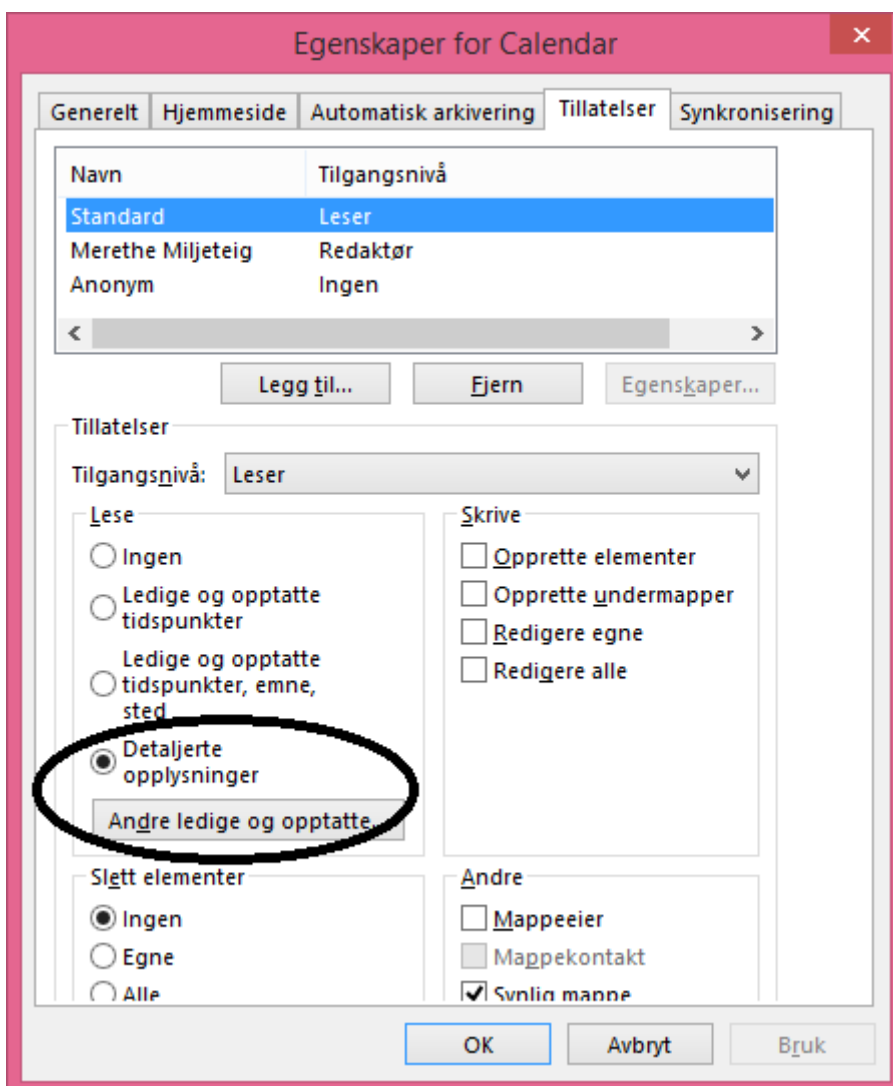 Egenskaper for Calendar
Generelt Hjemmeside Automatisk arkivering Tillatelser Synkronisering
Navn Tilgangsnivå
Standard Leser
Merethe Miljeteig Redaktør
Anonym Ingen
Legg til... Fjern Egenskaper...
Tillatelser
Tilgangsnivå: Leser
Lese
Ingen
Ledige og opptatte
tidspunkter
Ledige og opptatte
tidspunkter, emne,
sted
Detaljerte
opplysninger
Andre ledige og opptatte...
Skrive
Opprette elementer
Opprette undermapper
Redigere egne
Redigere alle
Slett elementer
Ingen
Egne
Alle
Andre
Mappeeier
Mappekontakt
Synlig mappe
OK Avbryt Bruk